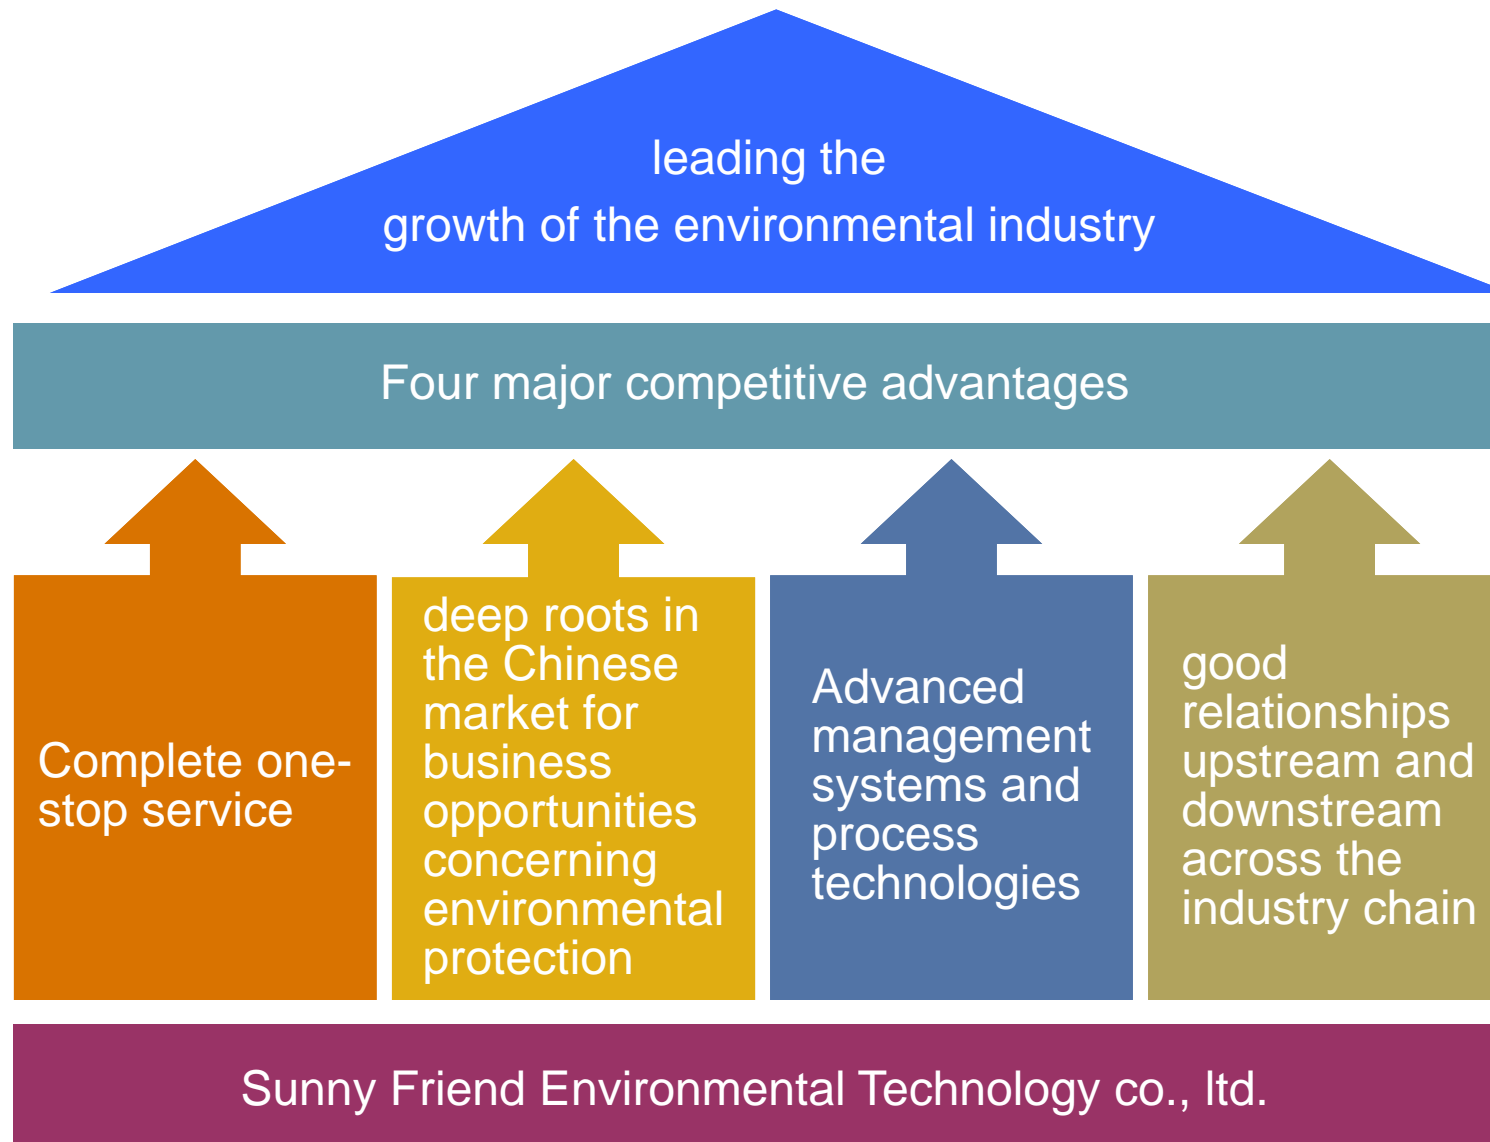 leading the
growth of the environmental industry
Four major competitive advantages
Complete one-
stop service
deep roots in
the Chinese
market for
business
opportunities
concerning
environmental
protection
Advanced
management
systems and
process
technologies
good
relationships
upstream and
downstream
across the
industry chain
Sunny Friend Environmental Technology co., ltd.